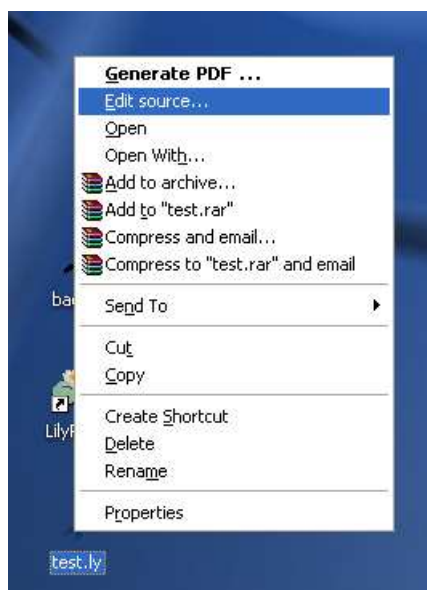 Generate PDF ...
Edit source...
Open
Open With...
Add to archive...
Add to "test.rar"
Compress and email...
Compress to "test.rar" and email
Send To
Cut
Copy
Create Shortcut
Delete
Rename
Properties
test.ly